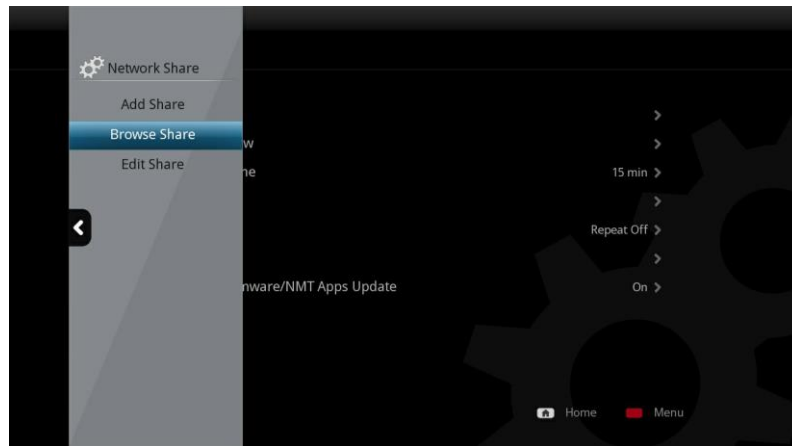 Network Share
Add Share
Browse Share
Edit Share
w
ne
15 min
Repeat Off
nware/NMT Apps Update
On
Home
Menu